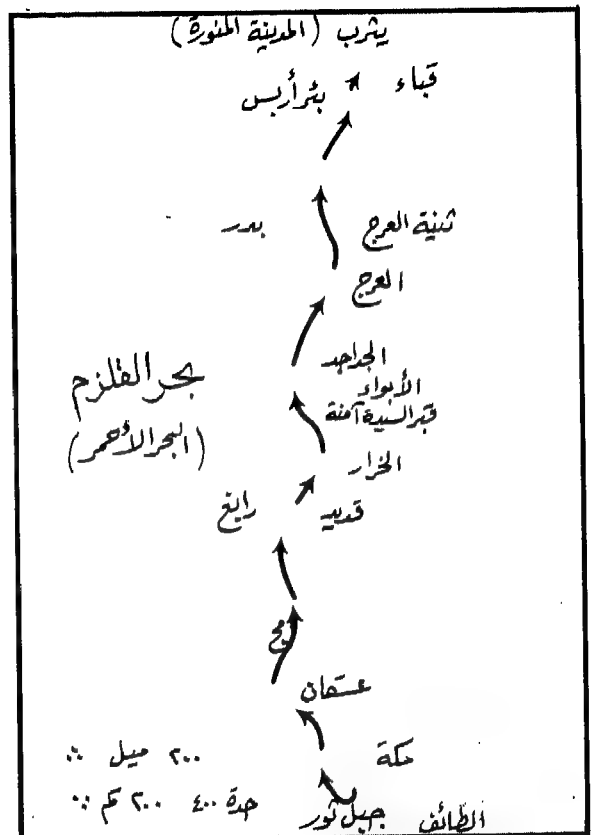 يثرب (المدينة المنورة)
قباء
بئر أريس
ثنية العرج
بدر
العرج
الجداجد
الأبواء
قبر السيدة آمنة
بحر القلزم
(البحر الأحمر)
الخرار
قديد
رابغ
عسفان
مكة
٢٠٠ ميل
الطائف
جبل ثور
جدة ٤٠٠ ٢٠٠ كم